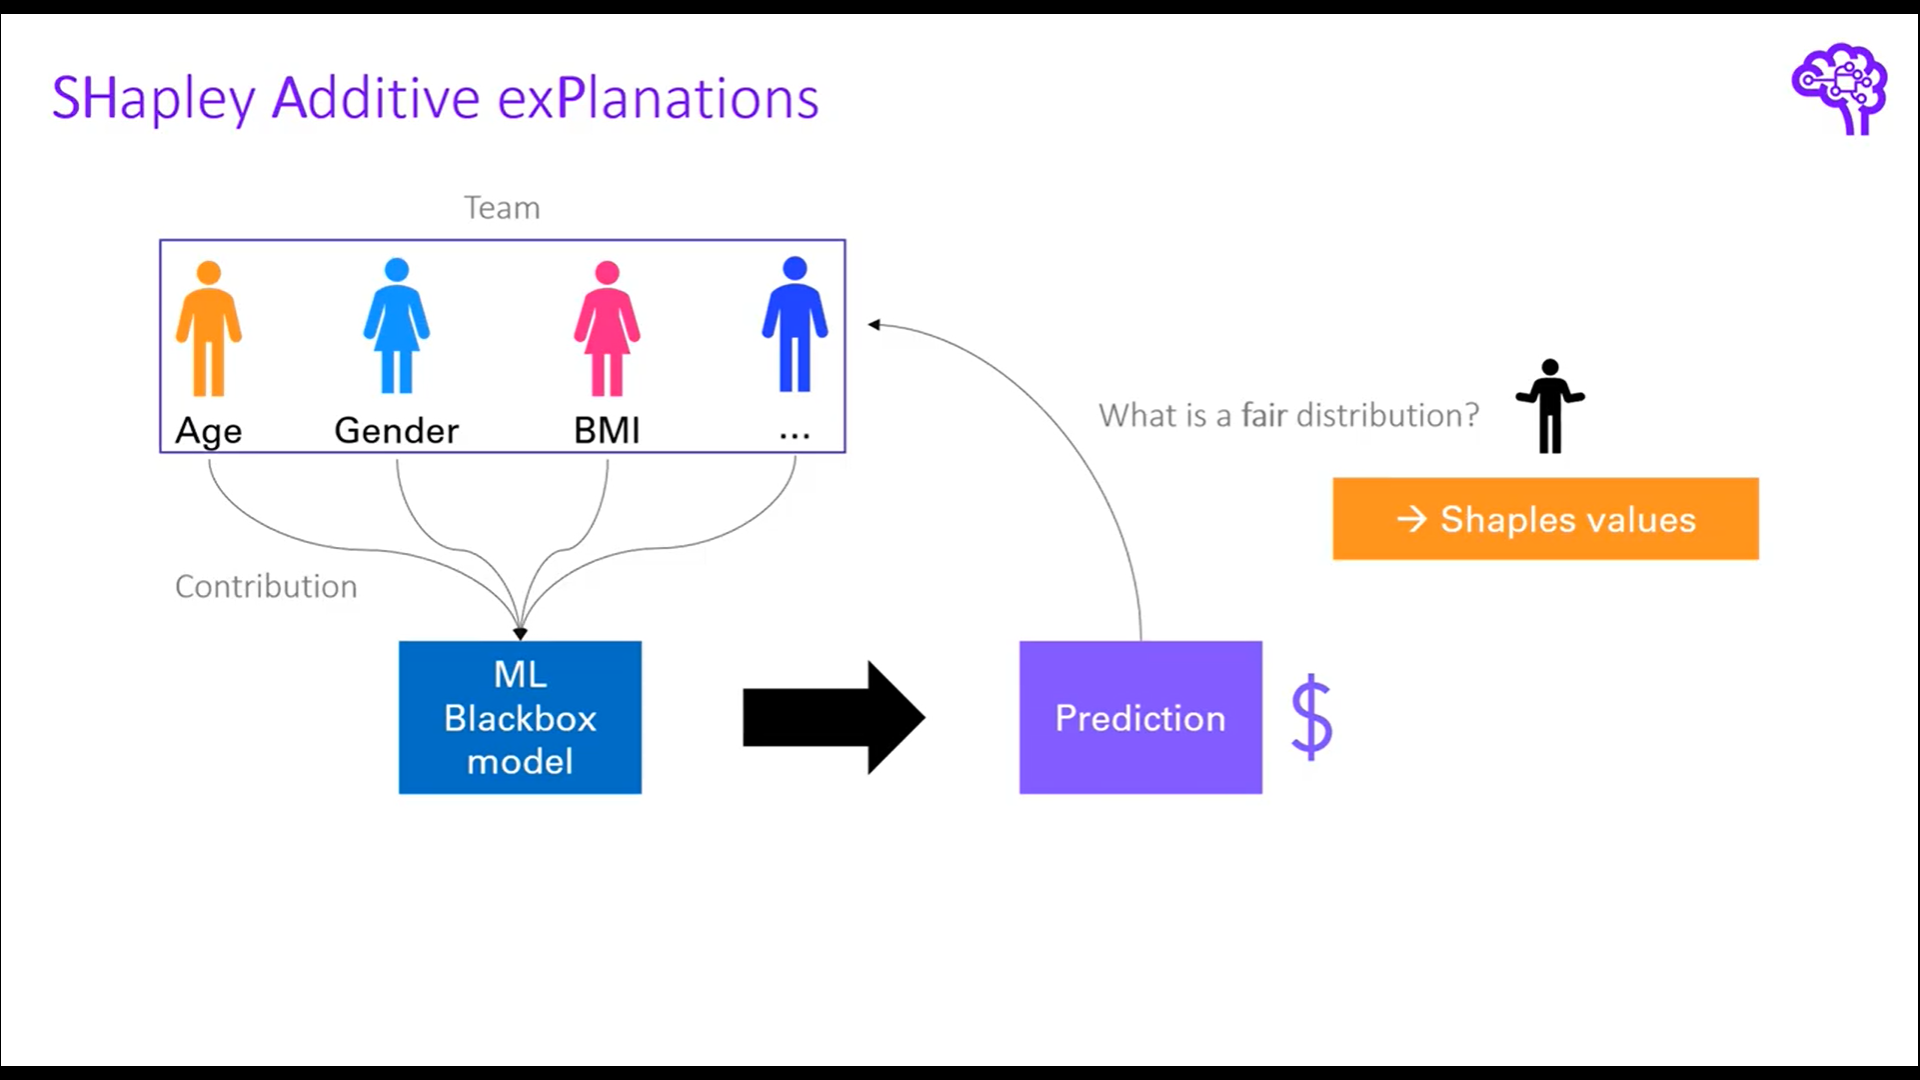 SHapley Additive exPlanations
Team
Age Gender BMI ...
What is a fair distribution?
→ Shaples values
Contribution
ML
Blackbox
model
Prediction $